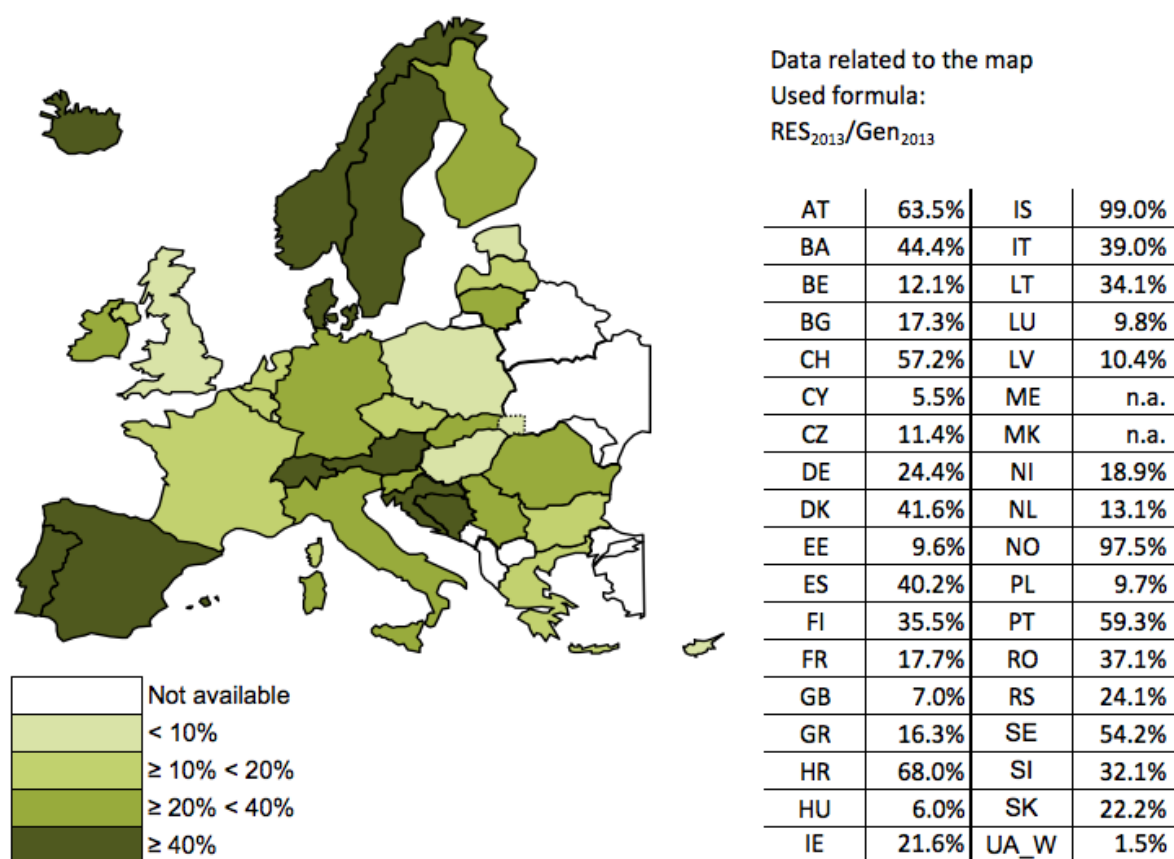 Data related to the map
Used formula:
RES2013/Gen2013
AT 63.5% IS 99.0%
BA 44.4% IT 39.0%
BE 12.1% LT 34.1%
BG 17.3% LU 9.8%
CH 57.2% LV 10.4%
CY 5.5% ME n.a.
CZ 11.4% MK n.a.
DE 24.4% NI 18.9%
DK 41.6% NL 13.1%
EE 9.6% NO 97.5%
ES 40.2% PL 9.7%
FI 35.5% PT 59.3%
FR 17.7% RO 37.1%
GB 7.0% RS 24.1%
GR 16.3% SE 54.2%
HR 68.0% SI 32.1%
HU 6.0% SK 22.2%
IE 21.6% UA_W 1.5%
Not available
< 10%
≥ 10% < 20%
≥ 20% < 40%
≥ 40%